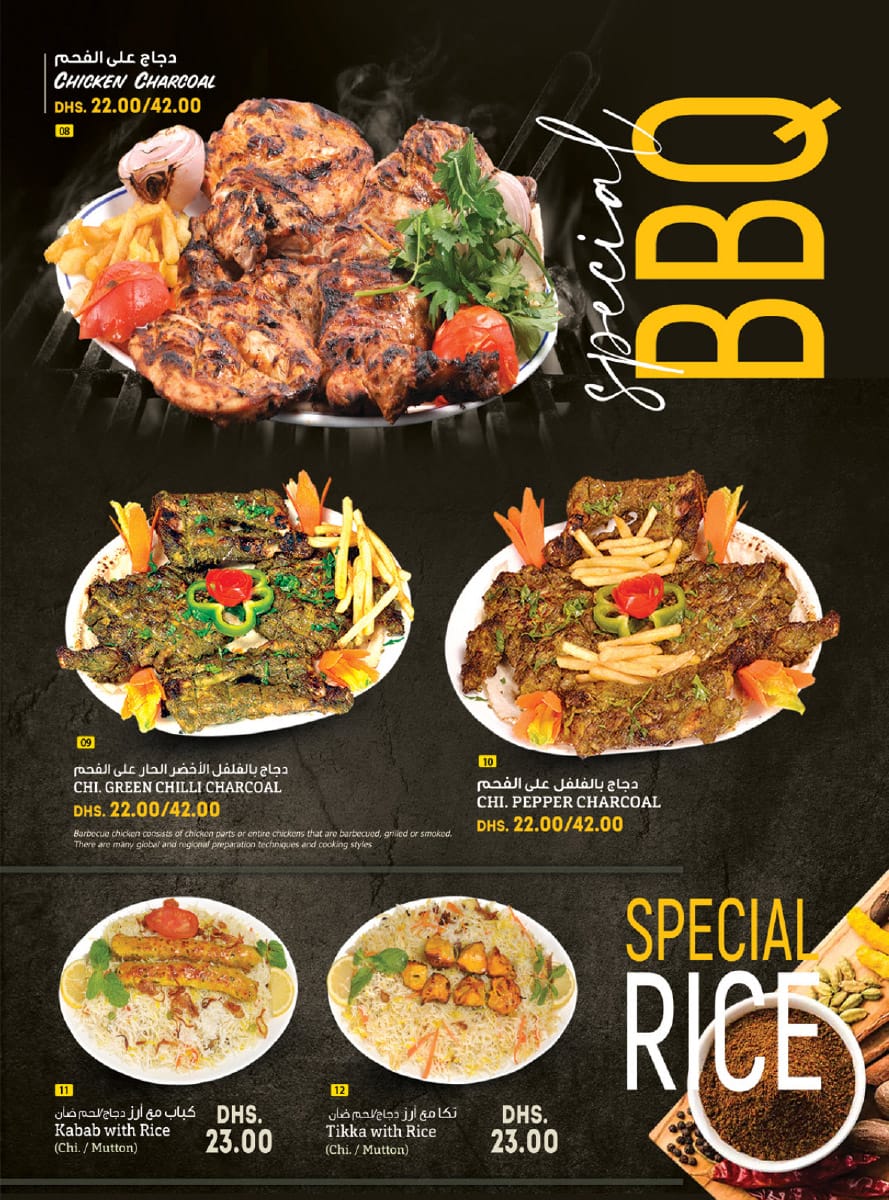 دجاج على الفحم
CHICKEN CHARCOAL
DHS. 22.00/42.00
08
special
BBQ
09
دجاج بالفلفل الأخضر الحار على الفحم
CHI. GREEN CHILLI CHARCOAL
DHS. 22.00/42.00
Barbecue chicken consists of chicken parts or entire chickens that are barbecued, grilled or smoked.
There are many global and regional preparation techniques and cooking styles
10
دجاج بالفلفل على الفحم
CHI. PEPPER CHARCOAL
DHS. 22.00/42.00
SPECIAL
RICE
11
كباب مع أرز دجاج/لحم ضأن
Kabab with Rice
(Chi. / Mutton)
DHS.
23.00
12
تكا مع أرز دجاج/لحم ضأن
Tikka with Rice
(Chi. / Mutton)
DHS.
23.00